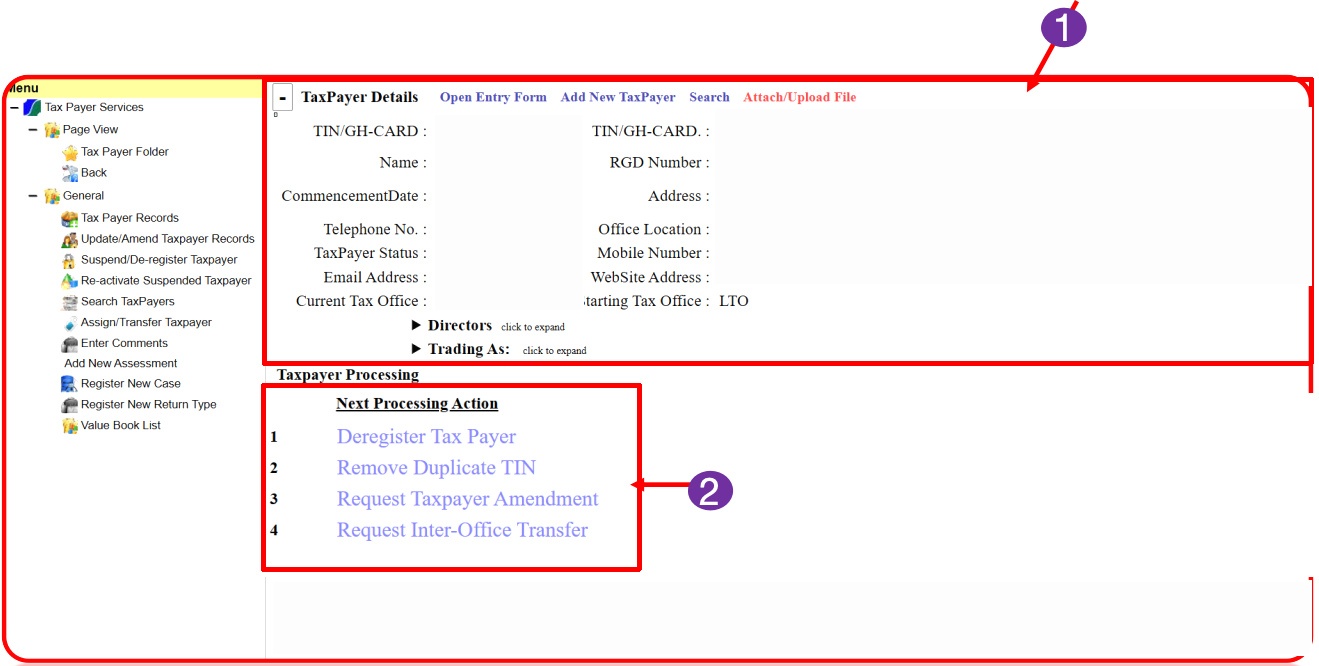 1
Menu
Tax Payer Services
Page View
Tax Payer Folder
Back
General
Tax Payer Records
Update/Amend Taxpayer Records
Suspend/De-register Taxpayer
Re-activate Suspended Taxpayer
Search TaxPayers
Assign/Transfer Taxpayer
Enter Comments
Add New Assessment
Register New Case
Register New Return Type
Value Book List
- TaxPayer Details Open Entry Form Add New TaxPayer Search Attach/Upload File
TIN/GH-CARD : TIN/GH-CARD. :
Name : RGD Number :
CommencementDate : Address :
Telephone No. : Office Location :
TaxPayer Status : Mobile Number :
Email Address : WebSite Address :
Current Tax Office : tarting Tax Office : LTO
▶ Directors click to expand
▶ Trading As: click to expand
Taxpayer Processing
Next Processing Action
1 Deregister Tax Payer
2 Remove Duplicate TIN
3 Request Taxpayer Amendment
4 Request Inter-Office Transfer
2